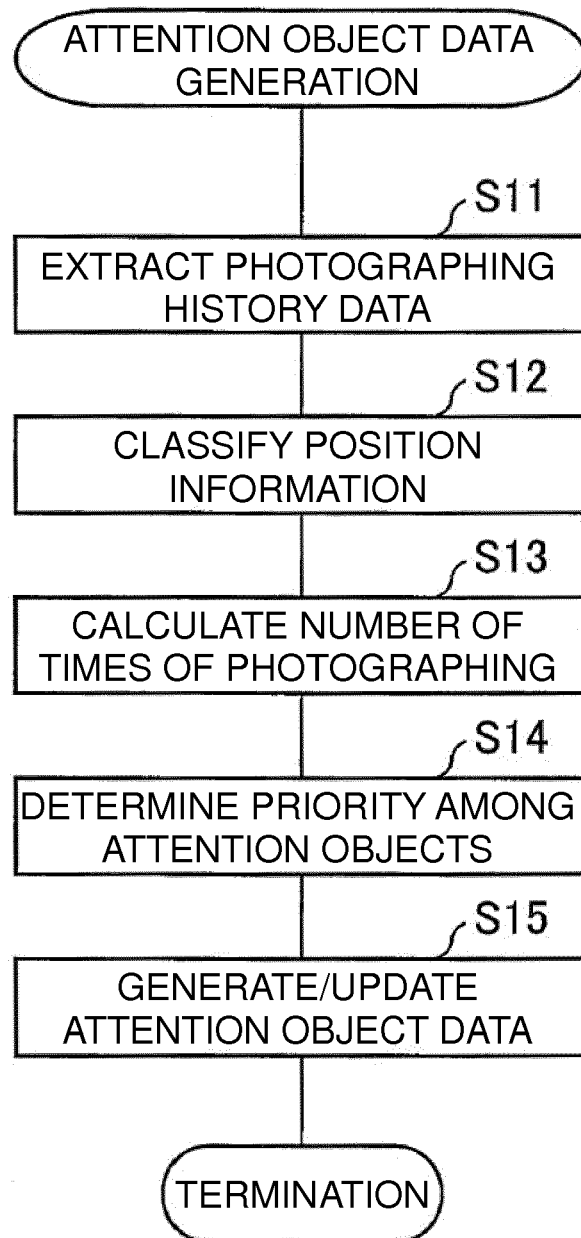 ATTENTION OBJECT DATA
GENERATION
S11
EXTRACT PHOTOGRAPHING
HISTORY DATA
S12
CLASSIFY POSITION
INFORMATION
S13
CALCULATE NUMBER OF
TIMES OF PHOTOGRAPHING
S14
DETERMINE PRIORITY AMONG
ATTENTION OBJECTS
S15
GENERATE/UPDATE
ATTENTION OBJECT DATA
TERMINATION